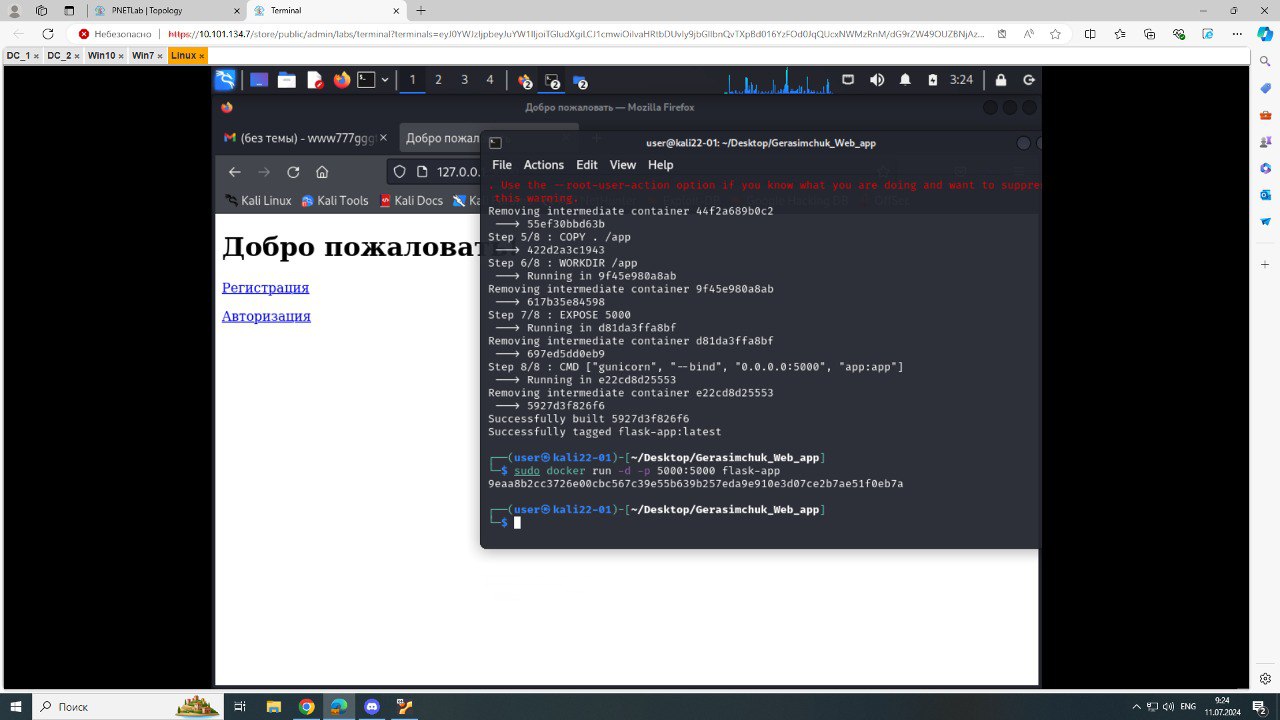 Небезопасно
https://10.101.134.7/store/public/labs/terminal/terminals
DC_1 × DC_2 × Win10 × Win7 × Linux ×
1 2 3 4 2 2 2 3:24
Добро пожаловать — Mozilla Firefox
(без темы) - www777ggg ×
Добро пожал
127.0.0.
Kali Linux Kali Tools Kali Docs Ka
user@kali22-01: ~/Desktop/Gerasimchuk_Web_app
File Actions Edit View Help
. Use the --root-user-action option if you know what you are doing and want to suppre
this warning.
Removing intermediate container 44f2a689b0c2
---> 55ef30bbd63b
Step 5/8 : COPY . /app
---> 422d2a3c1943
Step 6/8 : WORKDIR /app
---> Running in 9f45e980a8ab
Removing intermediate container 9f45e980a8ab
---> 617b35e84598
Step 7/8 : EXPOSE 5000
---> Running in d81da3ffa8bf
Removing intermediate container d81da3ffa8bf
---> 697ed5dd0eb9
Step 8/8 : CMD ["gunicorn", "--bind", "0.0.0.0:5000", "app:app"]
---> Running in e22cd8d25553
Removing intermediate container e22cd8d25553
---> 5927d3f826f6
Successfully built 5927d3f826f6
Successfully tagged flask-app:latest
┌──(user㉿kali22-01)-[~/Desktop/Gerasimchuk_Web_app]
└─$ sudo docker run -d -p 5000:5000 flask-app
9eaa8b2cc3726e00cbc567c39e55b639b257eda9e910e3d07ce2b7ae51f0eb7a
┌──(user㉿kali22-01)-[~/Desktop/Gerasimchuk_Web_app]
└─$
Добро пожаловат
Регистрация
Авторизация
Поиск
ENG
9:24
11.07.2024